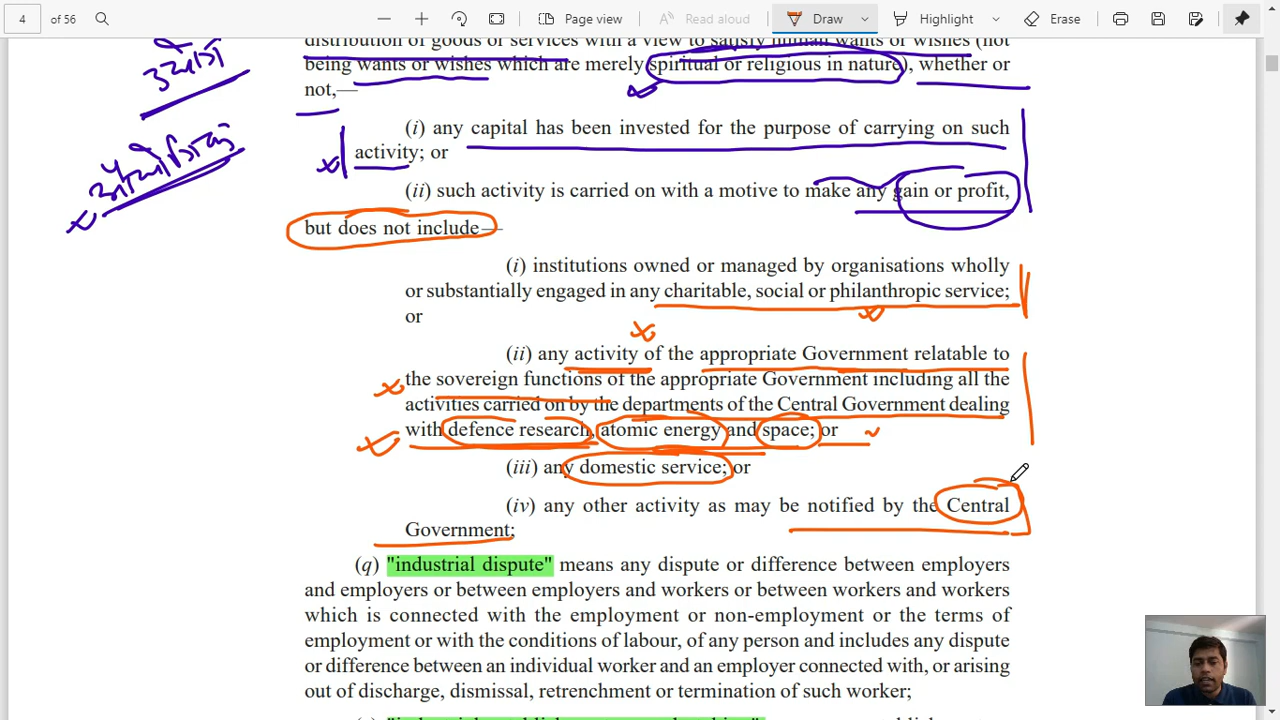 4 of 56 Page view Read aloud Draw Highlight Erase
distribution of goods or services with a view to satisfy human wants or wishes (not
being wants or wishes which are merely spiritual or religious in nature), whether or
not,—
(i) any capital has been invested for the purpose of carrying on such
activity; or
(ii) such activity is carried on with a motive to make any gain or profit,
but does not include—
(i) institutions owned or managed by organisations wholly
or substantially engaged in any charitable, social or philanthropic service;
or
(ii) any activity of the appropriate Government relatable to
the sovereign functions of the appropriate Government including all the
activities carried on by the departments of the Central Government dealing
with defence research, atomic energy and space; or
(iii) any domestic service; or
(iv) any other activity as may be notified by the Central
Government;
(q) "industrial dispute" means any dispute or difference between employers
and employers or between employers and workers or between workers and workers
which is connected with the employment or non-employment or the terms of
employment or with the conditions of labour, of any person and includes any dispute
or difference between an individual worker and an employer connected with, or arising
out of discharge, dismissal, retrenchment or termination of such worker;